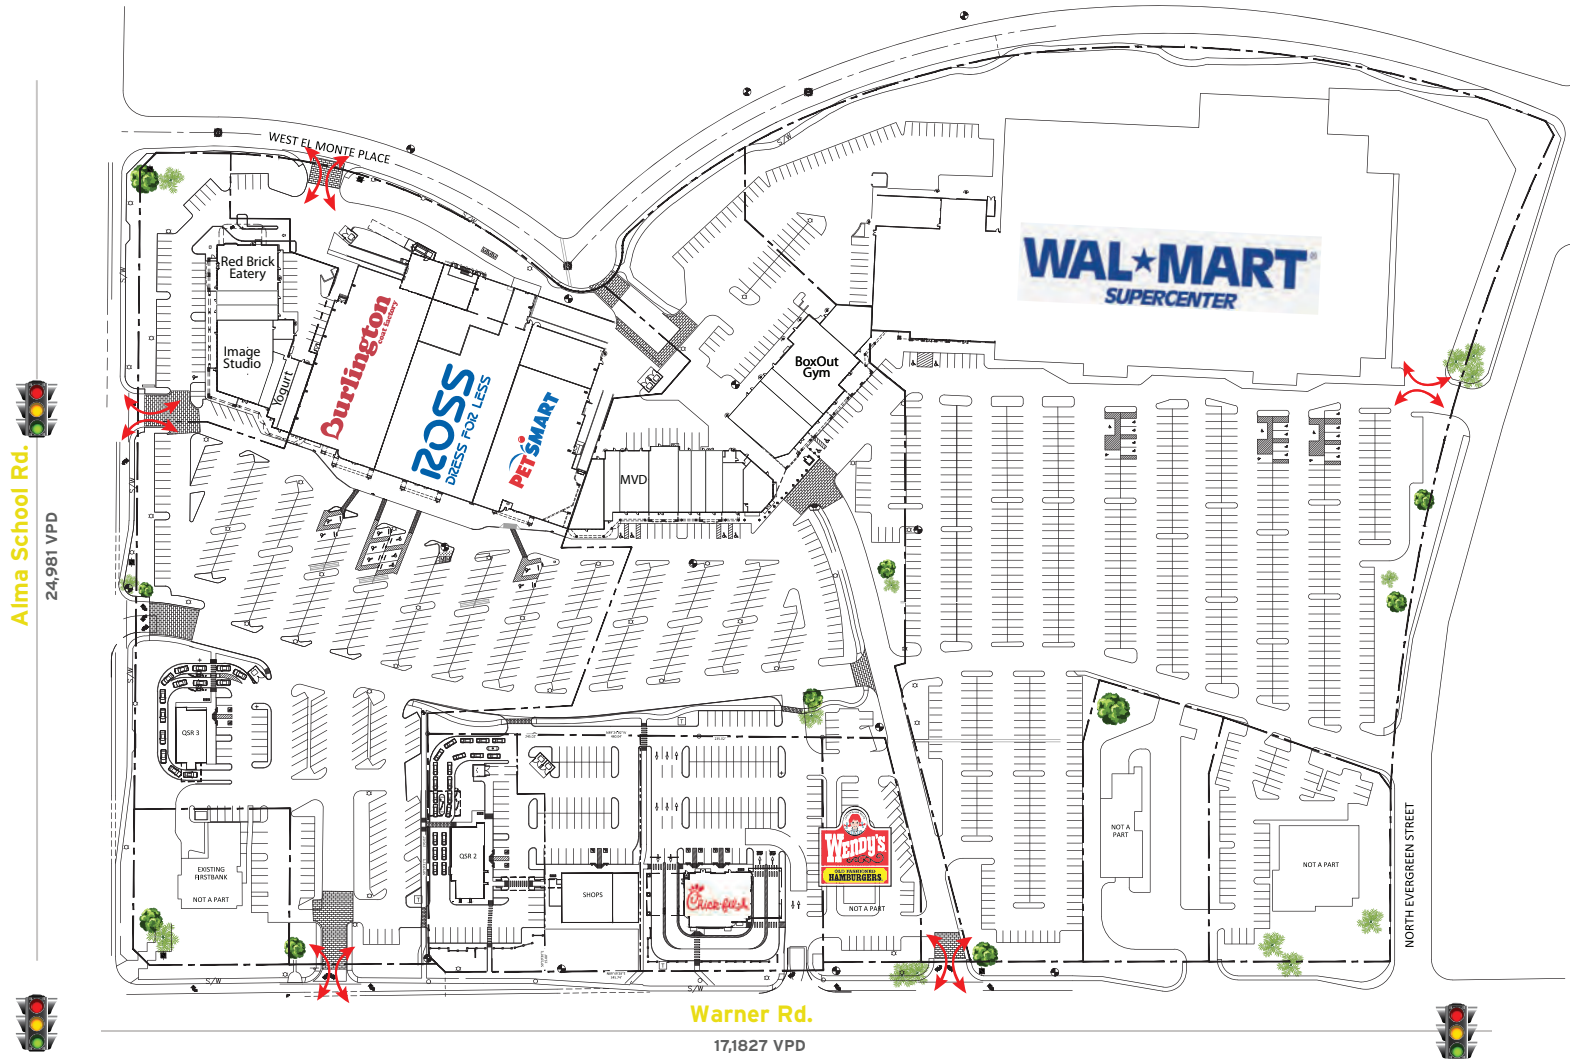 WEST EL MONTE PLACE
Red Brick
Eatery
Image
Studio
Yogurt
Burlington
coat factory
ROSS
DRESS FOR LESS
PETSMART
MVD
BoxOut
Gym
WAL★MART®
SUPERCENTER
Alma School Rd.
24,981 VPD
S/W
S/W
S/W
S/W
S/W
QSR 3
QSR 2
SHOPS
Chick-fil-A
WENDY'S
OLD FASHIONED
HAMBURGERS.
NOT A PART
EXISTING
FIRSTBANK
NOT A PART
NOT A
PART
NOT A PART
NORTH EVERGREEN STREET
S/W
S/W
T
T
T
Warner Rd.
17,1827 VPD